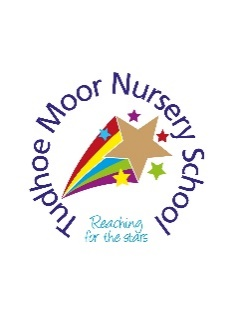 Tudhoe Moor Nursery School
Reaching
for the stars